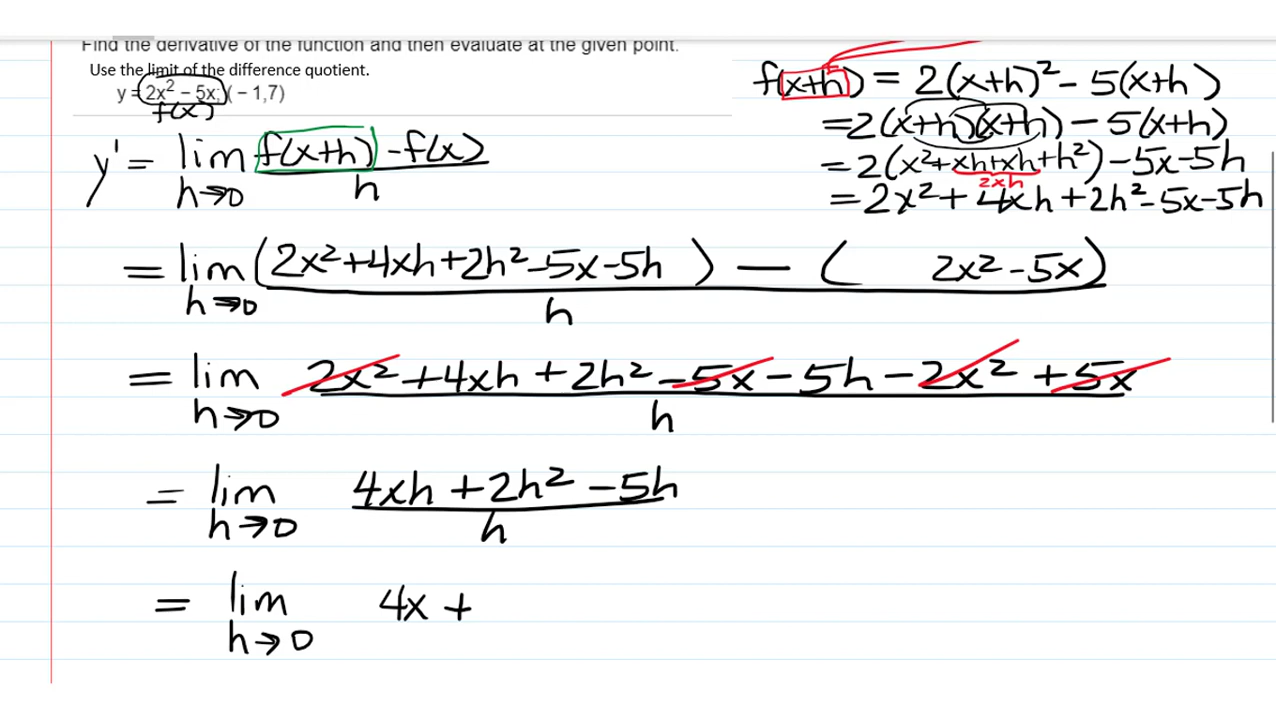 Find the derivative of the function and then evaluate at the given point.
Use the limit of the difference quotient.
y = 2x² − 5x; (− 1,7)
f(x)
y' = lim h→0 f(x+h) - f(x) / h
f(x+h) = 2(x+h)² - 5(x+h)
= 2(x+h)(x+h) - 5(x+h)
= 2(x²+xh+xh+h²) - 5x - 5h
2xh
= 2x² + 4xh + 2h² - 5x - 5h
= lim h→0 (2x²+4xh+2h²-5x-5h) - ( 2x² - 5x) / h
= lim h→0 2x² + 4xh + 2h² - 5x - 5h - 2x² + 5x / h
= lim h→0 4xh + 2h² - 5h / h
= lim h→0 4x +